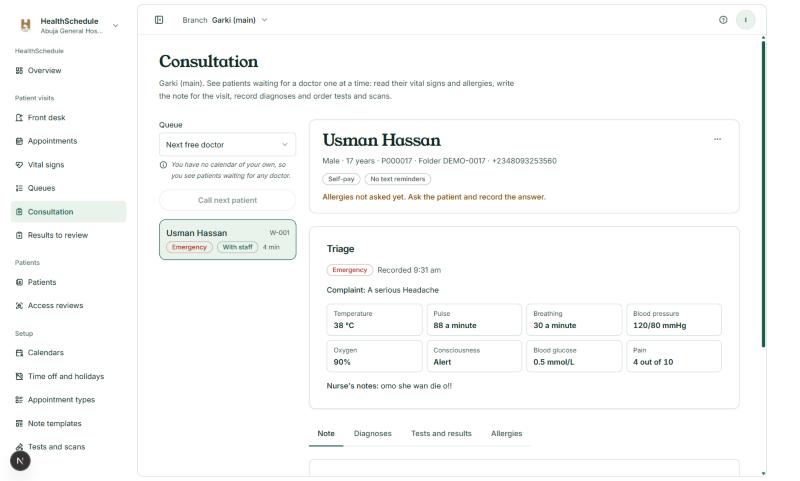 HealthSchedule
Abuja General Hos...
HealthSchedule
Overview
Patient visits
Front desk
Appointments
Vital signs
Queues
Consultation
Results to review
Patients
Patients
Access reviews
Setup
Calendars
Time off and holidays
Appointment types
Note templates
Tests and scans
N
Branch Garki (main)
I
Consultation
Garki (main). See patients waiting for a doctor one at a time: read their vital signs and allergies, write
the note for the visit, record diagnoses and order tests and scans.
Queue
Next free doctor
You have no calendar of your own, so
you see patients waiting for any doctor.
Call next patient
Usman Hassan W-001
Emergency With staff 4 min
Usman Hassan
Male · 17 years · P000017 · Folder DEMO-0017 · +2348093253560
Self-pay No text reminders
Allergies not asked yet. Ask the patient and record the answer.
Triage
Emergency Recorded 9:31 am
Complaint: A serious Headache
Temperature Pulse Breathing Blood pressure
38 °C 88 a minute 30 a minute 120/80 mmHg
Oxygen Consciousness Blood glucose Pain
90% Alert 0.5 mmol/L 4 out of 10
Nurse's notes: omo she wan die o!!
Note Diagnoses Tests and results Allergies